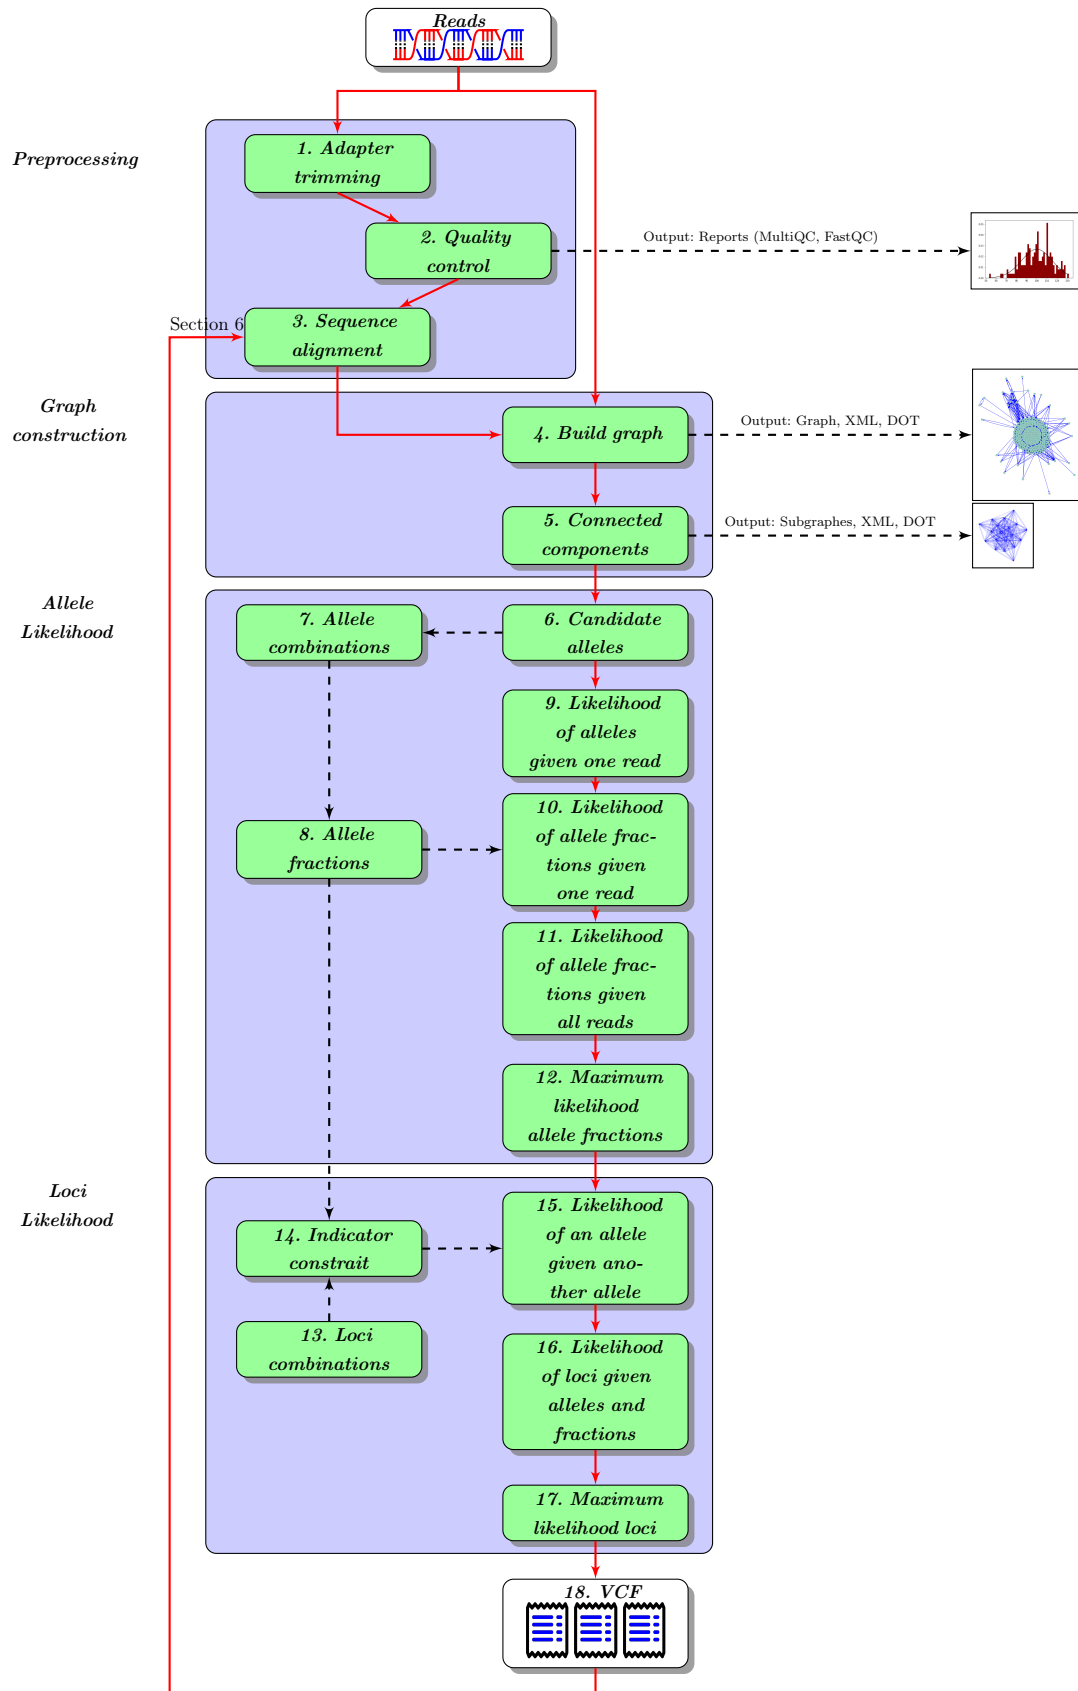 Reads
Preprocessing
1. Adapter
trimming
2. Quality
control
Output: Reports (MultiQC, FastQC)
Section 6
3. Sequence
alignment
Graph
construction
4. Build graph
Output: Graph, XML, DOT
5. Connected
components
Output: Subgraphes, XML, DOT
Allele
Likelihood
7. Allele
combinations
6. Candidate
alleles
9. Likelihood
of alleles
given one read
8. Allele
fractions
10. Likelihood
of allele frac-
tions given
one read
11. Likelihood
of allele frac-
tions given
all reads
12. Maximum
likelihood
allele fractions
Loci
Likelihood
14. Indicator
constrait
15. Likelihood
of an allele
given ano-
ther allele
13. Loci
combinations
16. Likelihood
of loci given
alleles and
fractions
17. Maximum
likelihood loci
18. VCF